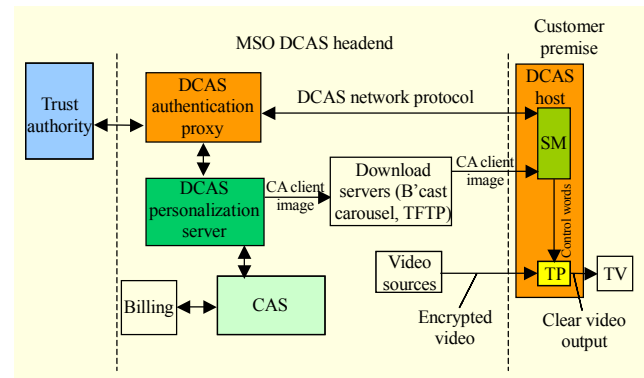 MSO DCAS headend
Customer
premise
Trust
authority
DCAS
authentication
proxy
DCAS network protocol
DCAS
host
SM
DCAS
personalization
server
CA client
image
Download
servers (B'cast
carousel, TFTP)
CA client
image
Control words
Video
sources
TP
TV
Billing
CAS
Encrypted
video
Clear video
output